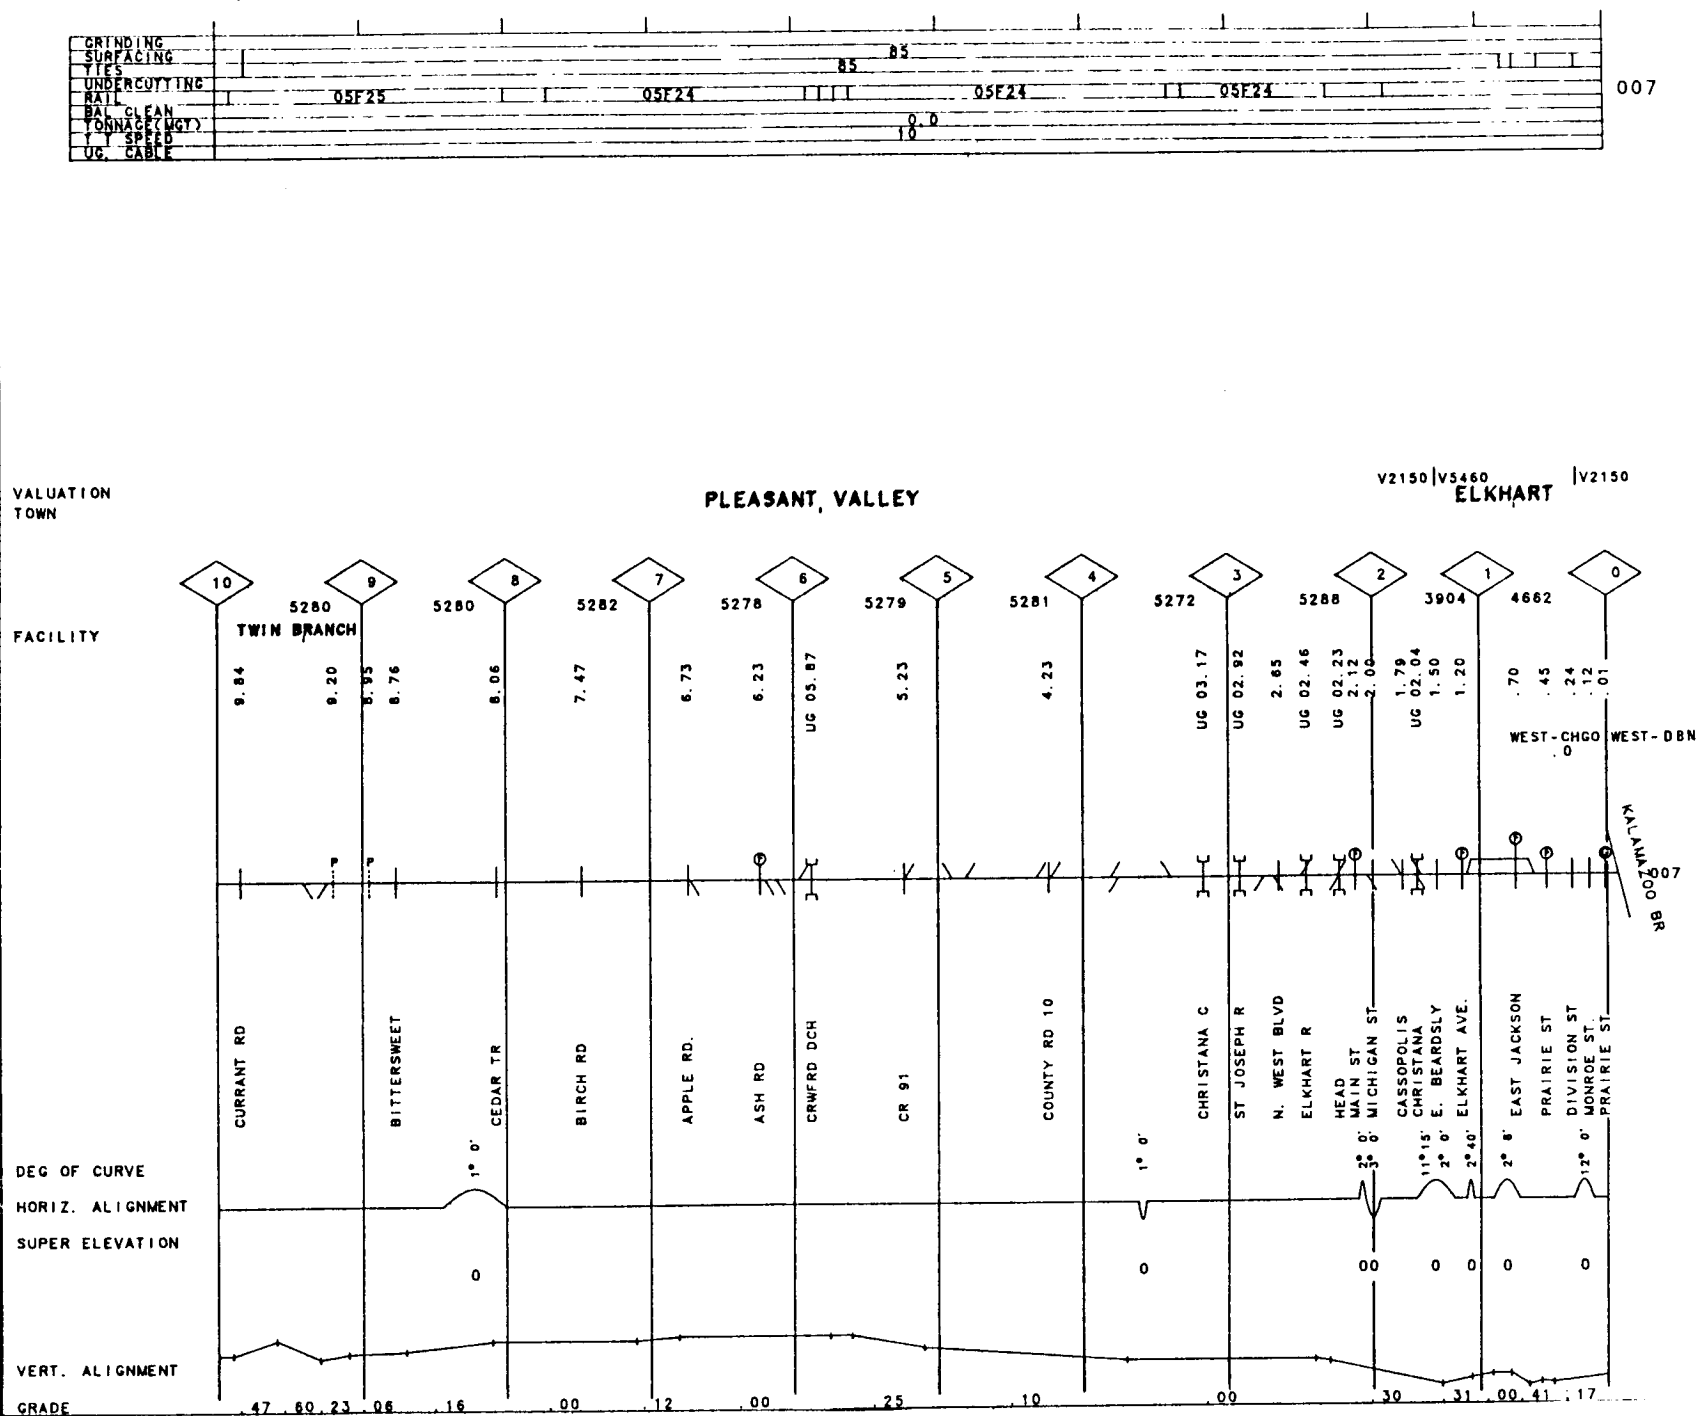 GRINDING
SURFACING 85
TIES 85
UNDERCUTTING
RAIL 05F25 05F24 05F24 05F24
BAL CLEAN
TONNAGE(MGT) 0.0
T T SPEED 10
UG. CABLE
007
VALUATION V2150 V5460 V2150
TOWN PLEASANT, VALLEY ELKHART
10 9 8 7 6 5 4 3 2 1 0
5280 5280 5282 5278 5279 5281 5272 5288 3904 4662
FACILITY TWIN BRANCH
9.84 9.20 8.95 8.76 8.06 7.47 6.73 6.23 UG 05.87 5.23 4.23 UG 03.17 UG 02.92 2.65 UG 02.46 UG 02.23 2.12 2.00 1.79 UG 02.04 1.50 1.20 .70 .45 .24 .12 .01
WEST-CHGO WEST-DBN
.0
P P P P P P P
007
KALAMAZOO BR
CURRANT RD
BITTERSWEET
CEDAR TR
BIRCH RD
APPLE RD.
ASH RD
CRWFRD DCH
CR 91
COUNTY RD 10
CHRISTANA C
ST JOSEPH R
N. WEST BLVD
ELKHART R
HEAD
MAIN ST
MICHIGAN ST
CASSOPOLIS
CHRISTANA
E. BEARDSLY
ELKHART AVE.
EAST JACKSON
PRAIRIE ST
DIVISION ST
MONROE ST.
PRAIRIE ST
DEG OF CURVE 1° 0' 1° 0' 2° 0' 3° 0' 11° 15' 2° 0' 2° 40' 2° 6' 12° 0'
HORIZ. ALIGNMENT
SUPER ELEVATION
0 0 00 0 0 0 0
VERT. ALIGNMENT
GRADE .47 .60 .23 .06 .16 .00 .12 .00 .25 .10 .00 .30 .31 .00 .41 .17